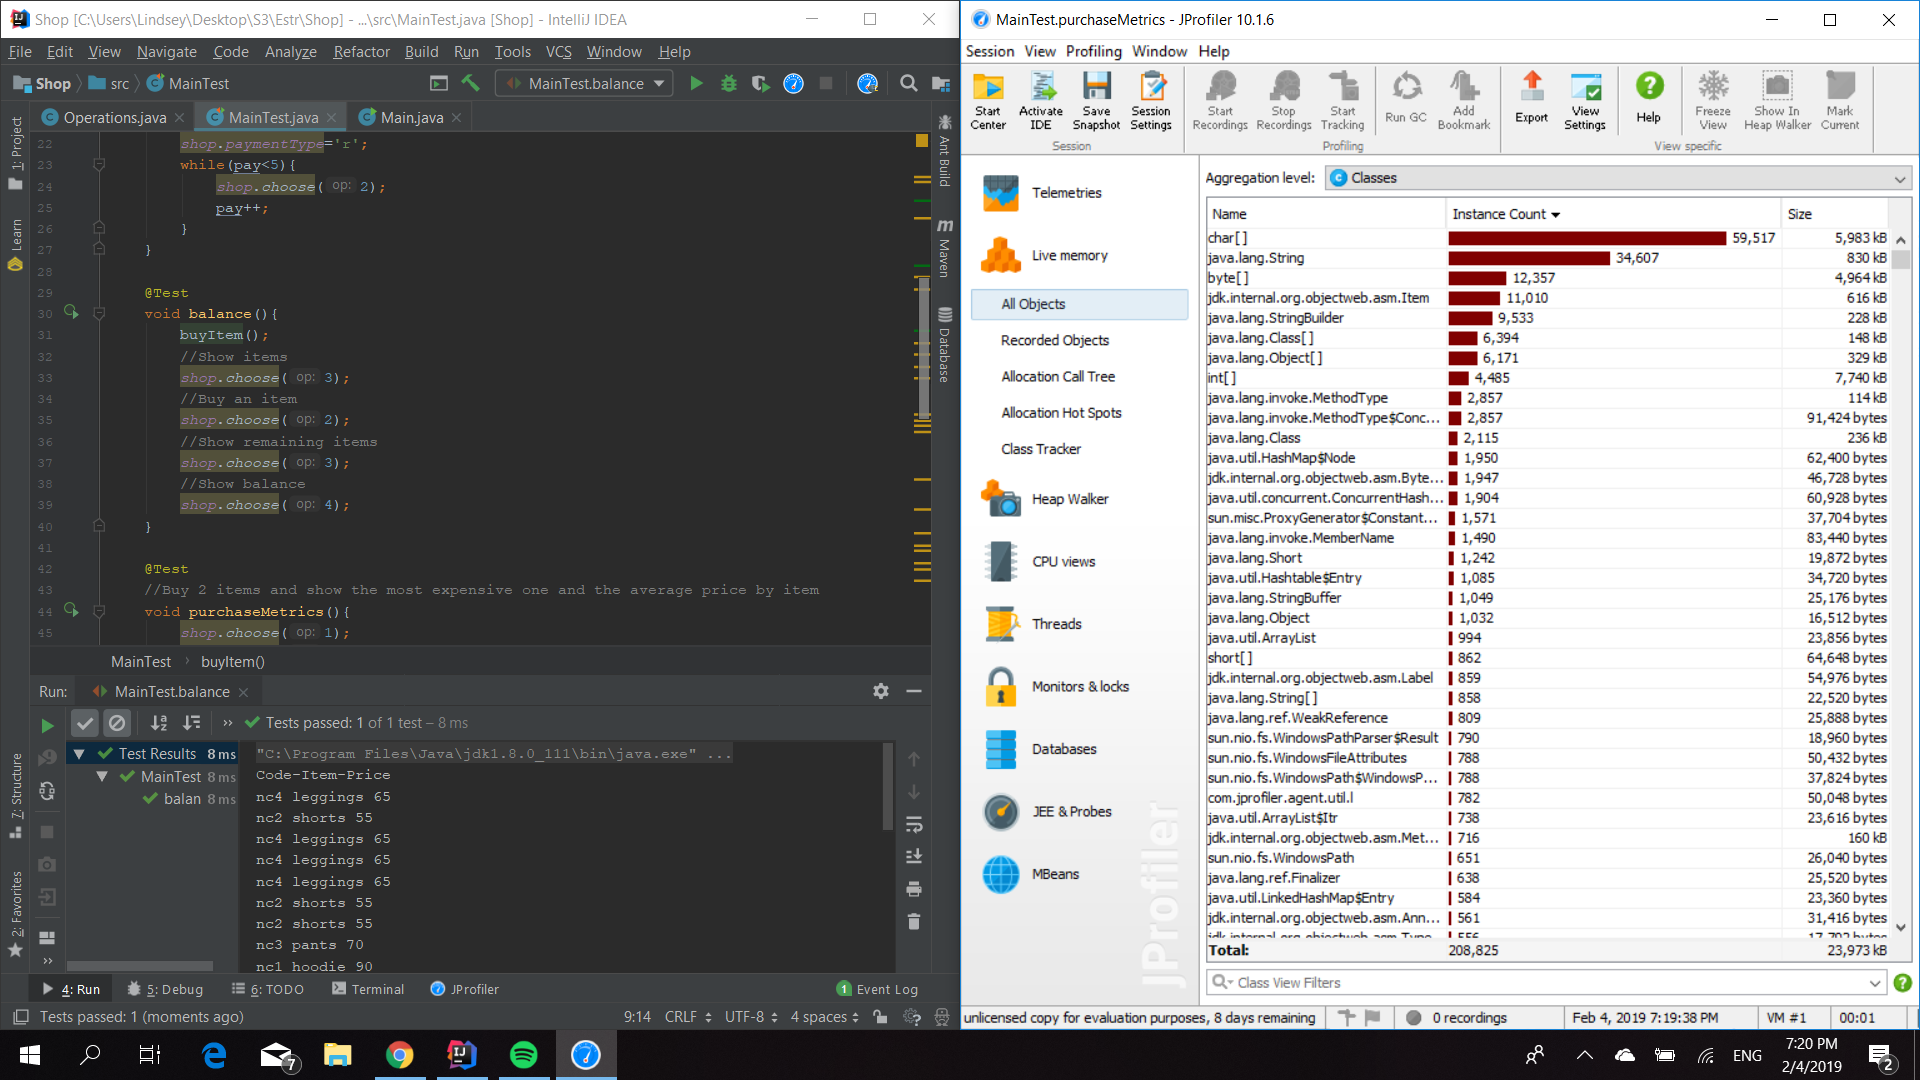 Shop [C:\Users\Lindsey\Desktop\S3\Estr\Shop] - ...\src\MainTest.java [Shop] - IntelliJ IDEA
File Edit View Navigate Code Analyze Refactor Build Run Tools VCS Window Help
Shop src MainTest MainTest.balance
Operations.java MainTest.java Main.java
1: Project
Learn
7: Structure
2: Favorites
Ant Build
m Maven
Database
22 shop.paymentType='r';
23 while(pay<5){
24 shop.choose( op: 2);
25 pay++;
26 }
27 }
28
29 @Test
30 void balance(){
31 buyItem();
32 //Show items
33 shop.choose( op: 3);
34 //Buy an item
35 shop.choose( op: 2);
36 //Show remaining items
37 shop.choose( op: 3);
38 //Show balance
39 shop.choose( op: 4);
40 }
41
42 @Test
43 //Buy 2 items and show the most expensive one and the average price by item
44 void purchaseMetrics(){
45 shop.choose( op: 1);
MainTest buyItem()
Run: MainTest.balance
Tests passed: 1 of 1 test – 8 ms
Test Results 8 ms
MainTest 8 ms
balan 8 ms
"C:\Program Files\Java\jdk1.8.0_111\bin\java.exe" ...
Code-Item-Price
nc4 leggings 65
nc2 shorts 55
nc4 leggings 65
nc4 leggings 65
nc4 leggings 65
nc2 shorts 55
nc2 shorts 55
nc3 pants 70
nc1 hoodie 90
4: Run 5: Debug 6: TODO Terminal JProfiler 1 Event Log
Tests passed: 1 (moments ago) 9:14 CRLF UTF-8 4 spaces
MainTest.purchaseMetrics - JProfiler 10.1.6
Session View Profiling Window Help
Start Center
Activate IDE
Save Snapshot
Session Settings
Start Recordings
Stop Recordings
Start Tracking
Run GC
Add Bookmark
Export
View Settings
Help
Freeze View
Show In Heap Walker
Mark Current
Session Profiling View specific
Telemetries
Live memory
All Objects
Recorded Objects
Allocation Call Tree
Allocation Hot Spots
Class Tracker
Heap Walker
CPU views
Threads
Monitors & locks
Databases
JEE & Probes
MBeans
JProfiler
Aggregation level: Classes
Name Instance Count Size
char[] 59,517 5,983 kB
java.lang.String 34,607 830 kB
byte[] 12,357 4,964 kB
jdk.internal.org.objectweb.asm.Item 11,010 616 kB
java.lang.StringBuilder 9,533 228 kB
java.lang.Class[] 6,394 148 kB
java.lang.Object[] 6,171 329 kB
int[] 4,485 7,740 kB
java.lang.invoke.MethodType 2,857 114 kB
java.lang.invoke.MethodType$Conc... 2,857 91,424 bytes
java.lang.Class 2,115 236 kB
java.util.HashMap$Node 1,950 62,400 bytes
jdk.internal.org.objectweb.asm.Byte... 1,947 46,728 bytes
java.util.concurrent.ConcurrentHash... 1,904 60,928 bytes
sun.misc.ProxyGenerator$Constant... 1,571 37,704 bytes
java.lang.invoke.MemberName 1,490 83,440 bytes
java.lang.Short 1,242 19,872 bytes
java.util.Hashtable$Entry 1,085 34,720 bytes
java.lang.StringBuffer 1,049 25,176 bytes
java.lang.Object 1,032 16,512 bytes
java.util.ArrayList 994 23,856 bytes
short[] 862 64,648 bytes
jdk.internal.org.objectweb.asm.Label 859 54,976 bytes
java.lang.String[] 858 22,520 bytes
java.lang.ref.WeakReference 809 25,888 bytes
sun.nio.fs.WindowsPathParser$Result 790 18,960 bytes
sun.nio.fs.WindowsFileAttributes 788 50,432 bytes
sun.nio.fs.WindowsPath$WindowsP... 788 37,824 bytes
com.jprofiler.agent.util.l 782 50,048 bytes
java.util.ArrayList$Itr 738 23,616 bytes
jdk.internal.org.objectweb.asm.Met... 716 160 kB
sun.nio.fs.WindowsPath 651 26,040 bytes
java.lang.ref.Finalizer 638 25,520 bytes
java.util.LinkedHashMap$Entry 584 23,360 bytes
jdk.internal.org.objectweb.asm.Ann... 561 31,416 bytes
jdk.internal.org.objectweb.asm.Type 556 17,792 bytes
Total: 208,825 23,973 kB
Class View Filters
unlicensed copy for evaluation purposes, 8 days remaining 0 recordings Feb 4, 2019 7:19:38 PM VM #1 00:01
7 ENG 7:20 PM 2/4/2019 2